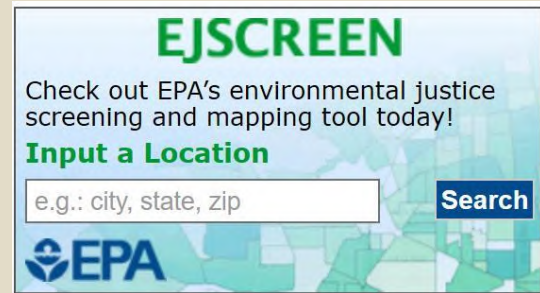 EJSCREEN
Check out EPA’s environmental justice
screening and mapping tool today!
Input a Location
e.g.: city, state, zip
Search
EPA